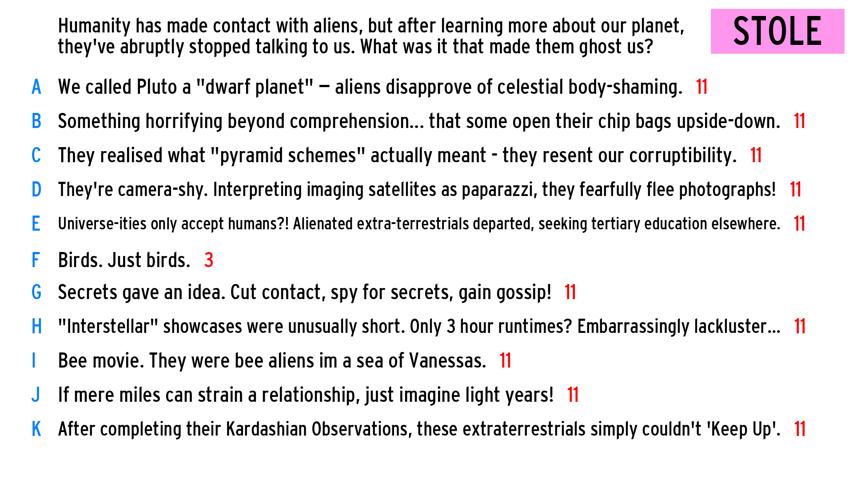 Humanity has made contact with aliens, but after learning more about our planet,
they've abruptly stopped talking to us. What was it that made them ghost us?
STOLE
A We called Pluto a "dwarf planet" – aliens disapprove of celestial body-shaming. 11
B Something horrifying beyond comprehension... that some open their chip bags upside-down. 11
C They realised what "pyramid schemes" actually meant - they resent our corruptibility. 11
D They're camera-shy. Interpreting imaging satellites as paparazzi, they fearfully flee photographs! 11
E Universe-ities only accept humans?! Alienated extra-terrestrials departed, seeking tertiary education elsewhere. 11
F Birds. Just birds. 3
G Secrets gave an idea. Cut contact, spy for secrets, gain gossip! 11
H "Interstellar" showcases were unusually short. Only 3 hour runtimes? Embarrassingly lackluster... 11
I Bee movie. They were bee aliens im a sea of Vanessas. 11
J If mere miles can strain a relationship, just imagine light years! 11
K After completing their Kardashian Observations, these extraterrestrials simply couldn't 'Keep Up'. 11